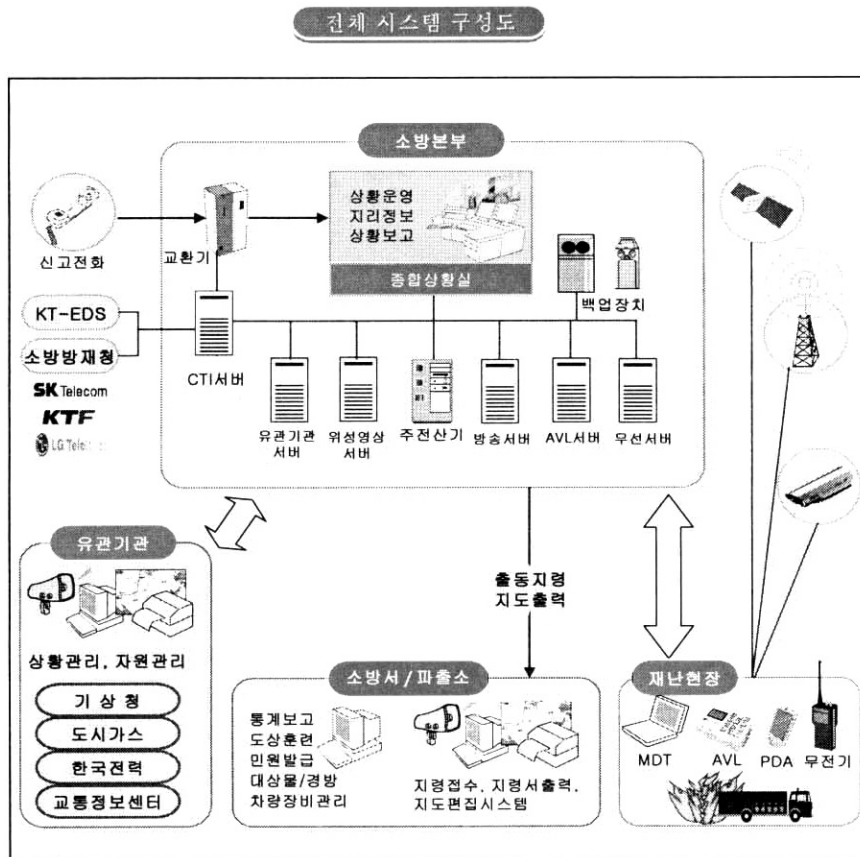 전체 시스템 구성도
소방본부
상황운영
지리정보
상황보고
종합상황실
신고전화
교환기
백업장치
KT-EDS
소방방재청
SK Telecom
KTF
LG
CTI서버
유관기관
서버
위성영상
서버
주전산기
방송서버
AVL서버
무선서버
유관기관
상황관리, 자원관리
기상청
도시가스
한국전력
교통정보센터
출동지령
지도출력
소방서/파출소
통계보고
도상훈련
민원발급
대상물/경방
차량장비관리
지령접수, 지령서출력,
지도편집시스템
재난현장
MDT
AVL
PDA
무전기